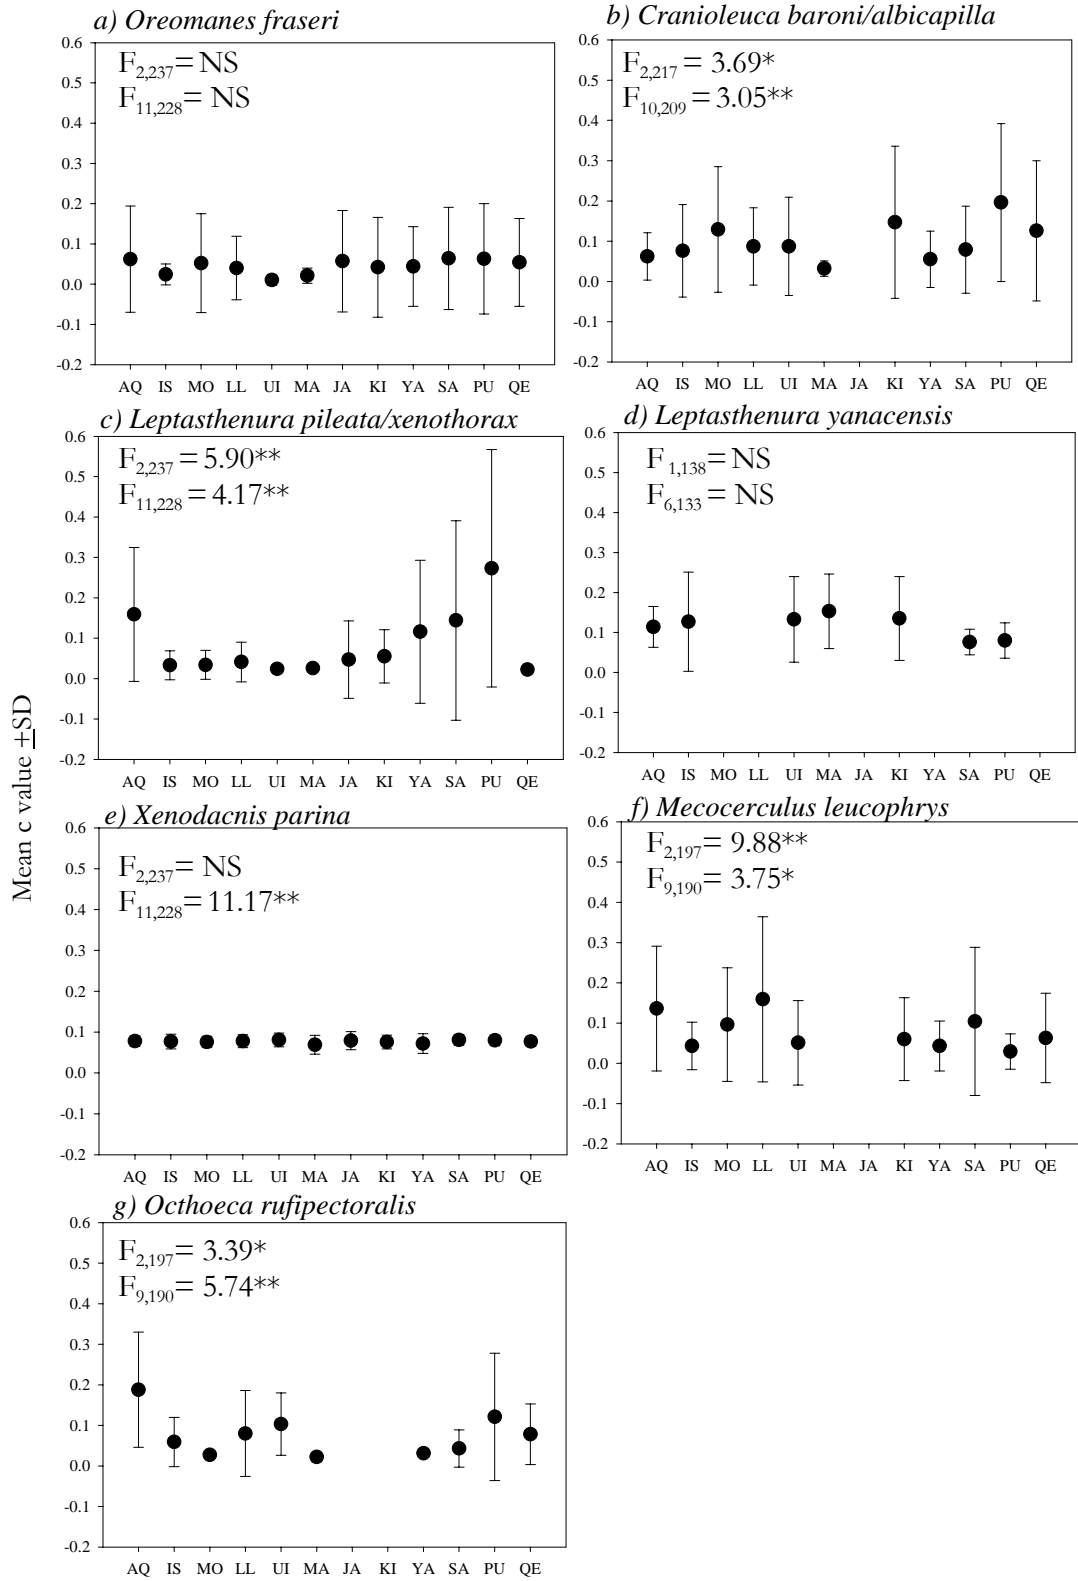 a) Oreomanes fraseri
F2,237= NS
F11,228= NS
0.6
0.5
0.4
0.3
0.2
0.1
0.0
-0.1
-0.2
AQ IS MO LL UI MA JA KI YA SA PU QE
b) Cranioleuca baroni/albicapilla
F2,217 = 3.69*
F10,209 = 3.05**
0.6
0.5
0.4
0.3
0.2
0.1
0.0
-0.1
-0.2
AQ IS MO LL UI MA JA KI YA SA PU QE
c) Leptasthenura pileata/xenothorax
F2,237 = 5.90**
F11,228 = 4.17**
0.6
0.5
0.4
0.3
0.2
0.1
0.0
-0.1
-0.2
AQ IS MO LL UI MA JA KI YA SA PU QE
d) Leptasthenura yanacensis
F1,138= NS
F6,133= NS
0.6
0.5
0.4
0.3
0.2
0.1
0.0
-0.1
-0.2
AQ IS MO LL UI MA JA KI YA SA PU QE
Mean c value ±SD
e) Xenodacnis parina
F2,237= NS
F11,228= 11.17**
0.6
0.5
0.4
0.3
0.2
0.1
0.0
-0.1
-0.2
AQ IS MO LL UI MA JA KI YA SA PU QE
f) Mecocerculus leucophrys
F2,197= 9.88**
F9,190= 3.75*
0.6
0.5
0.4
0.3
0.2
0.1
0.0
-0.1
-0.2
AQ IS MO LL UI MA JA KI YA SA PU QE
g) Octhoeca rufipectoralis
F2,197= 3.39*
F9,190= 5.74**
0.6
0.5
0.4
0.3
0.2
0.1
0.0
-0.1
-0.2
AQ IS MO LL UI MA JA KI YA SA PU QE